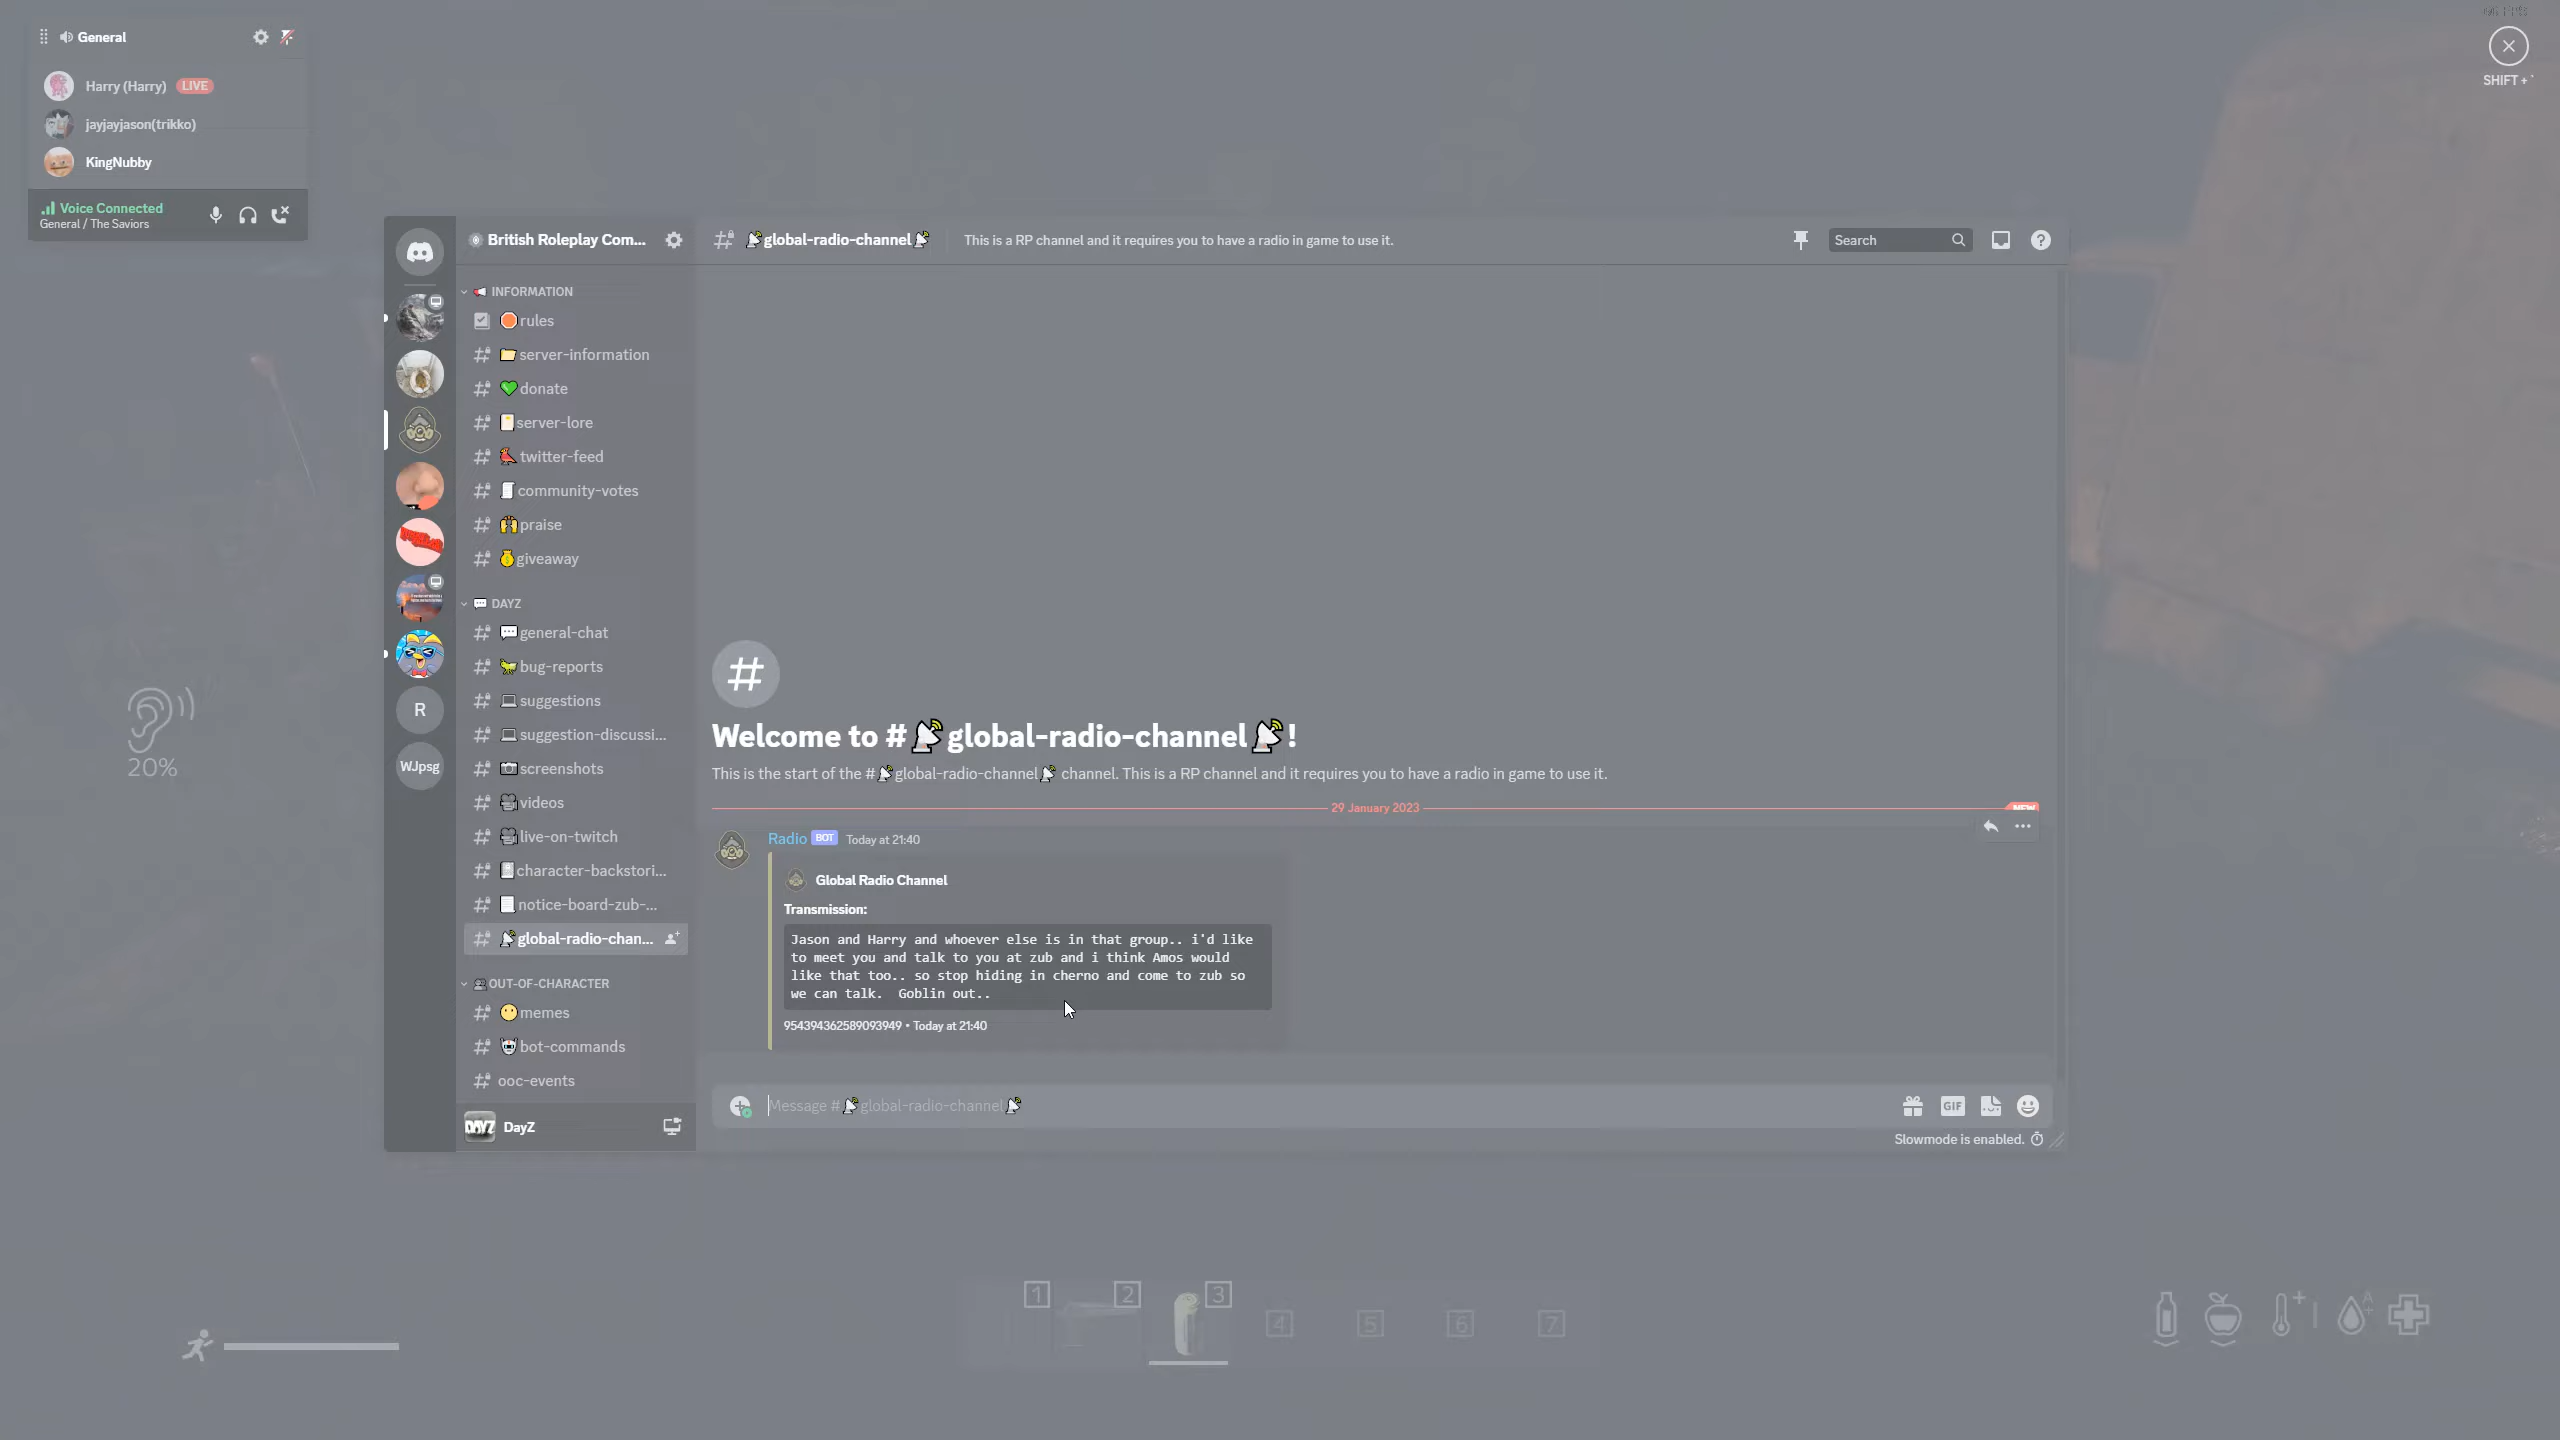 General
SHIFT + `
Harry (Harry) LIVE
jayjayjason(trikko)
KingNubby
Voice Connected
General / The Saviors
British Roleplay Com...
global-radio-channel
This is a RP channel and it requires you to have a radio in game to use it.
Search
INFORMATION
rules
server-information
donate
server-lore
twitter-feed
community-votes
praise
giveaway
DAYZ
general-chat
bug-reports
suggestions
suggestion-discussi...
screenshots
videos
live-on-twitch
character-backstori...
notice-board-zub-...
global-radio-chan...
OUT-OF-CHARACTER
memes
bot-commands
ooc-events
DayZ
R
WJpsg
20%
Welcome to #global-radio-channel!
This is the start of the #global-radio-channel channel. This is a RP channel and it requires you to have a radio in game to use it.
29 January 2023
NEW
Radio BOT Today at 21:40
Global Radio Channel
Transmission:
Jason and Harry and whoever else is in that group.. i'd like
to meet you and talk to you at zub and i think Amos would
like that too.. so stop hiding in cherno and come to zub so
we can talk.  Goblin out..
954394362589093949 • Today at 21:40
Message #global-radio-channel
GIF
Slowmode is enabled.
1 2 3 4 5 6 7